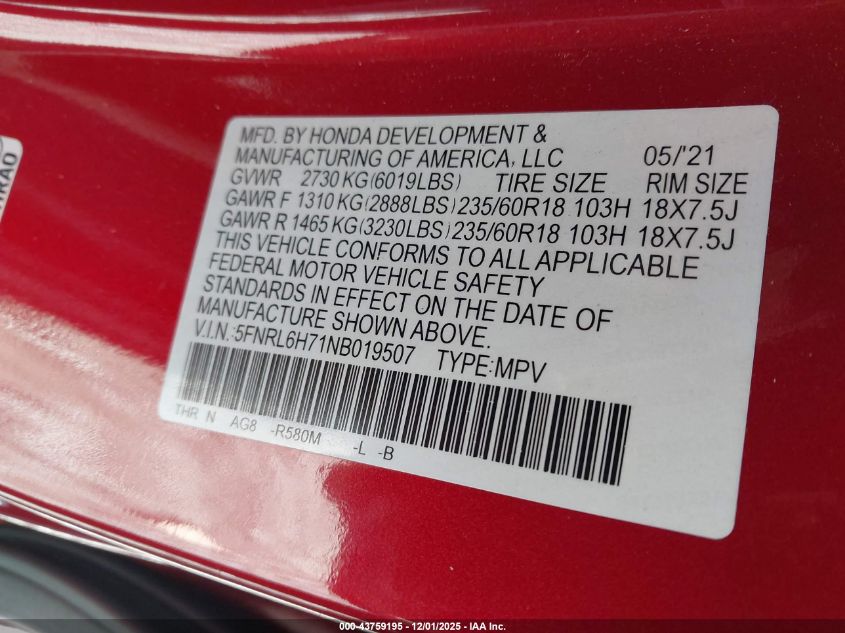 MFD. BY HONDA DEVELOPMENT &
MANUFACTURING OF AMERICA, LLC 05/'21
GVWR 2730 KG(6019LBS) TIRE SIZE RIM SIZE
GAWR F 1310 KG(2888LBS) 235/60R18 103H 18X7.5J
GAWR R 1465 KG(3230LBS) 235/60R18 103H 18X7.5J
THIS VEHICLE CONFORMS TO ALL APPLICABLE
FEDERAL MOTOR VEHICLE SAFETY
STANDARDS IN EFFECT ON THE DATE OF
MANUFACTURE SHOWN ABOVE.
V.I.N.:5FNRL6H71NB019507 TYPE:MPV
THR N AG8 -R580M -L -B
000-43759195 - 12/01/2025 - IAA Inc.